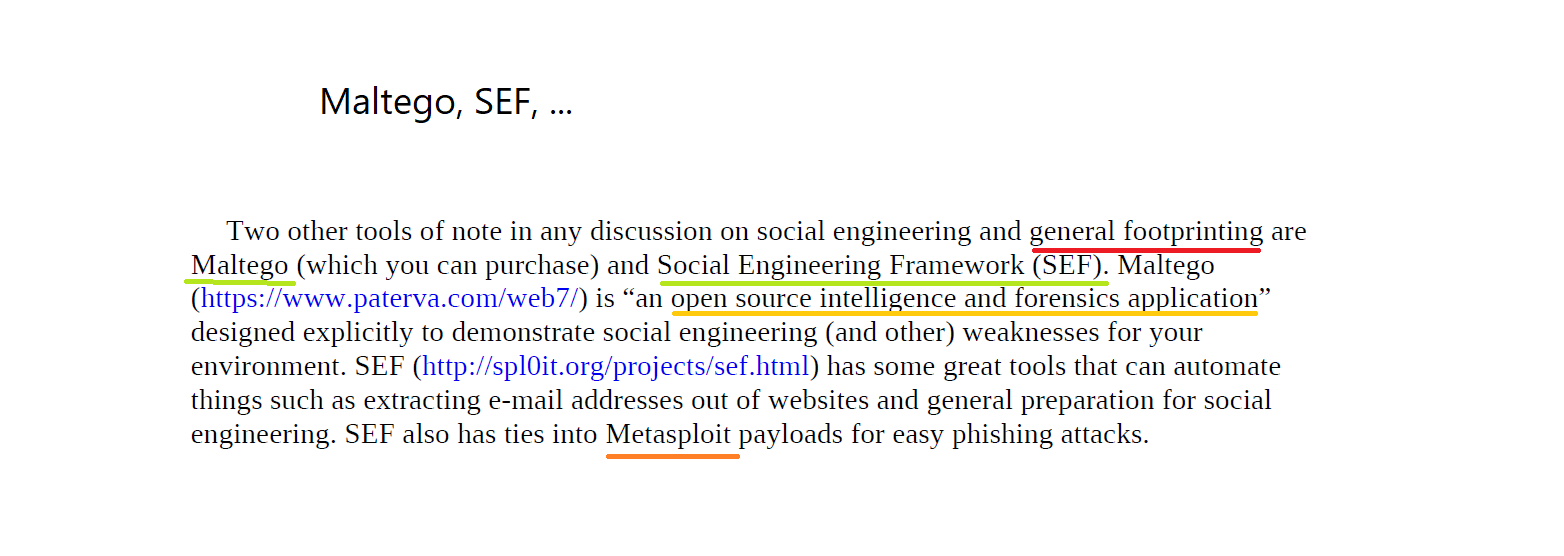 Maltego, SEF, ...
Two other tools of note in any discussion on social engineering and general footprinting are
Maltego (which you can purchase) and Social Engineering Framework (SEF). Maltego
(https://www.paterva.com/web7/) is “an open source intelligence and forensics application”
designed explicitly to demonstrate social engineering (and other) weaknesses for your
environment. SEF (http://spl0it.org/projects/sef.html) has some great tools that can automate
things such as extracting e-mail addresses out of websites and general preparation for social
engineering. SEF also has ties into Metasploit payloads for easy phishing attacks.